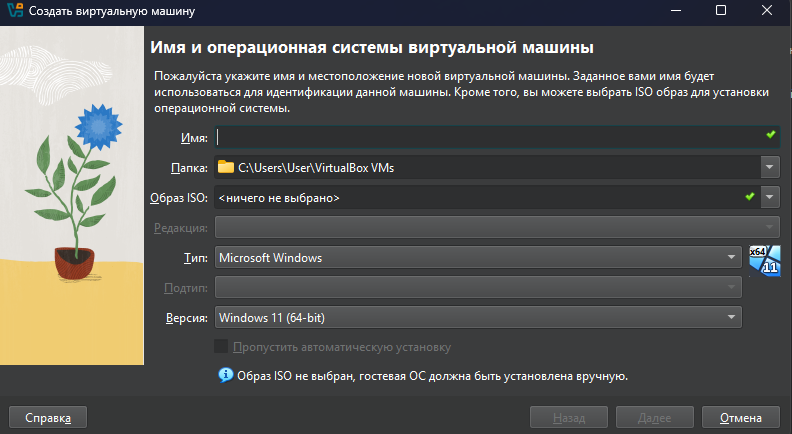 Создать виртуальную машину
Имя и операционная системы виртуальной машины
Пожалуйста укажите имя и местоположение новой виртуальной машины. Заданное вами имя будет
использоваться для идентификации данной машины. Кроме того, вы можете выбрать ISO образ для установки
операционной системы.
Имя:
Папка: C:\Users\User\VirtualBox VMs
Образ ISO: <ничего не выбрано>
Редакция:
Тип: Microsoft Windows
x64
11
Подтип:
Версия: Windows 11 (64-bit)
Пропустить автоматическую установку
Образ ISO не выбран, гостевая ОС должна быть установлена вручную.
Справка Назад Далее Отмена